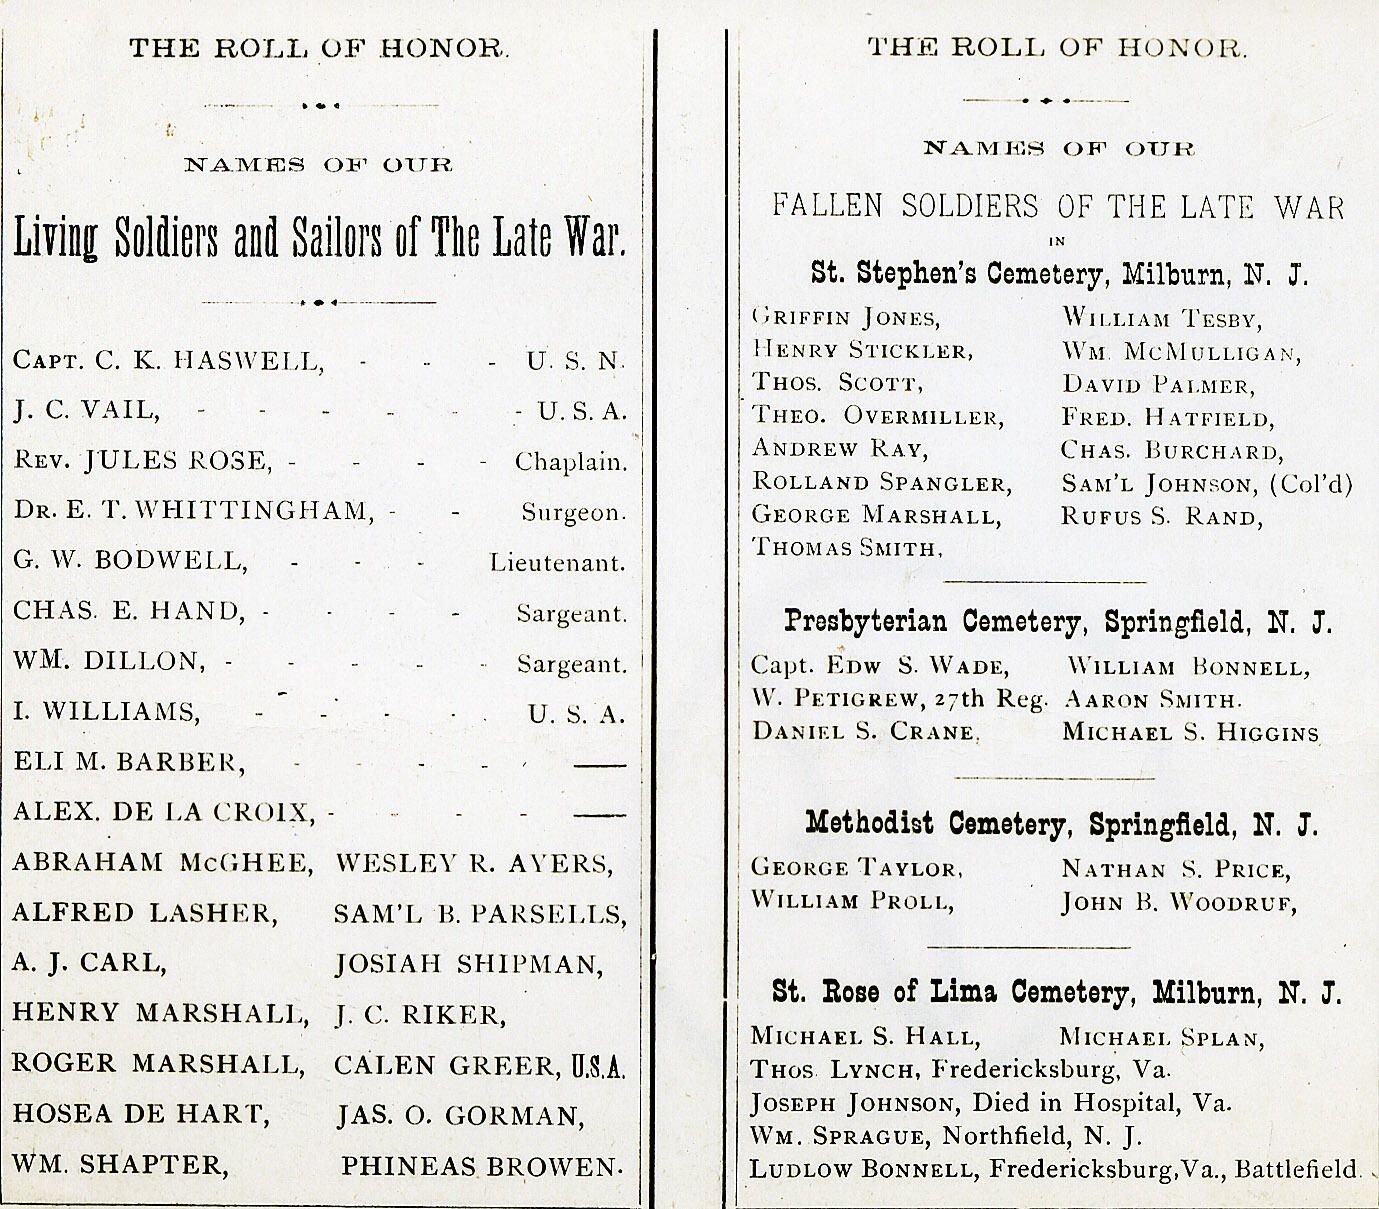 THE ROLL OF HONOR.
NAMES OF OUR
Living Soldiers and Sailors of The Late War.
CAPT. C. K. HASWELL, - - - U. S. N.
J. C. VAIL, - - - - - - U. S. A.
REV. JULES ROSE, - - - - Chaplain.
DR. E. T. WHITTINGHAM, - - Surgeon.
G. W. BODWELL, - - - Lieutenant.
CHAS. E. HAND, - - - - Sargeant.
WM. DILLON, - - - - - Sargeant.
I. WILLIAMS, - - - - - U. S. A.
ELI M. BARBER, - - - - - ——
ALEX. DE LA CROIX, - - - - ——
ABRAHAM McGHEE, WESLEY R. AYERS,
ALFRED LASHER, SAM'L B. PARSELLS,
A. J. CARL, JOSIAH SHIPMAN,
HENRY MARSHALL, J. C. RIKER,
ROGER MARSHALL, CALEN GREER, U.S.A.
HOSEA DE HART, JAS. O. GORMAN,
WM. SHAPTER, PHINEAS BROWEN.
THE ROLL OF HONOR.
NAMES OF OUR
FALLEN SOLDIERS OF THE LATE WAR
IN
St. Stephen's Cemetery, Milburn, N. J.
GRIFFIN JONES, WILLIAM TESBY,
HENRY STICKLER, WM. MCMULLIGAN,
THOS. SCOTT, DAVID PALMER,
THEO. OVERMILLER, FRED. HATFIELD,
ANDREW RAY, CHAS. BURCHARD,
ROLLAND SPANGLER, SAM'L JOHNSON, (Col'd)
GEORGE MARSHALL, RUFUS S. RAND,
THOMAS SMITH,
Presbyterian Cemetery, Springfield, N. J.
Capt. EDW S. WADE, WILLIAM BONNELL,
W. PETIGREW, 27th Reg. AARON SMITH.
DANIEL S. CRANE, MICHAEL S. HIGGINS
Methodist Cemetery, Springfield, N. J.
GEORGE TAYLOR, NATHAN S. PRICE,
WILLIAM PROLL, JOHN B. WOODRUF,
St. Rose of Lima Cemetery, Milburn, N. J.
MICHAEL S. HALL, MICHAEL SPLAN,
THOS. LYNCH, Fredericksburg, Va.
JOSEPH JOHNSON, Died in Hospital, Va.
WM. SPRAGUE, Northfield, N. J.
LUDLOW BONNELL, Fredericksburg, Va., Battlefield.